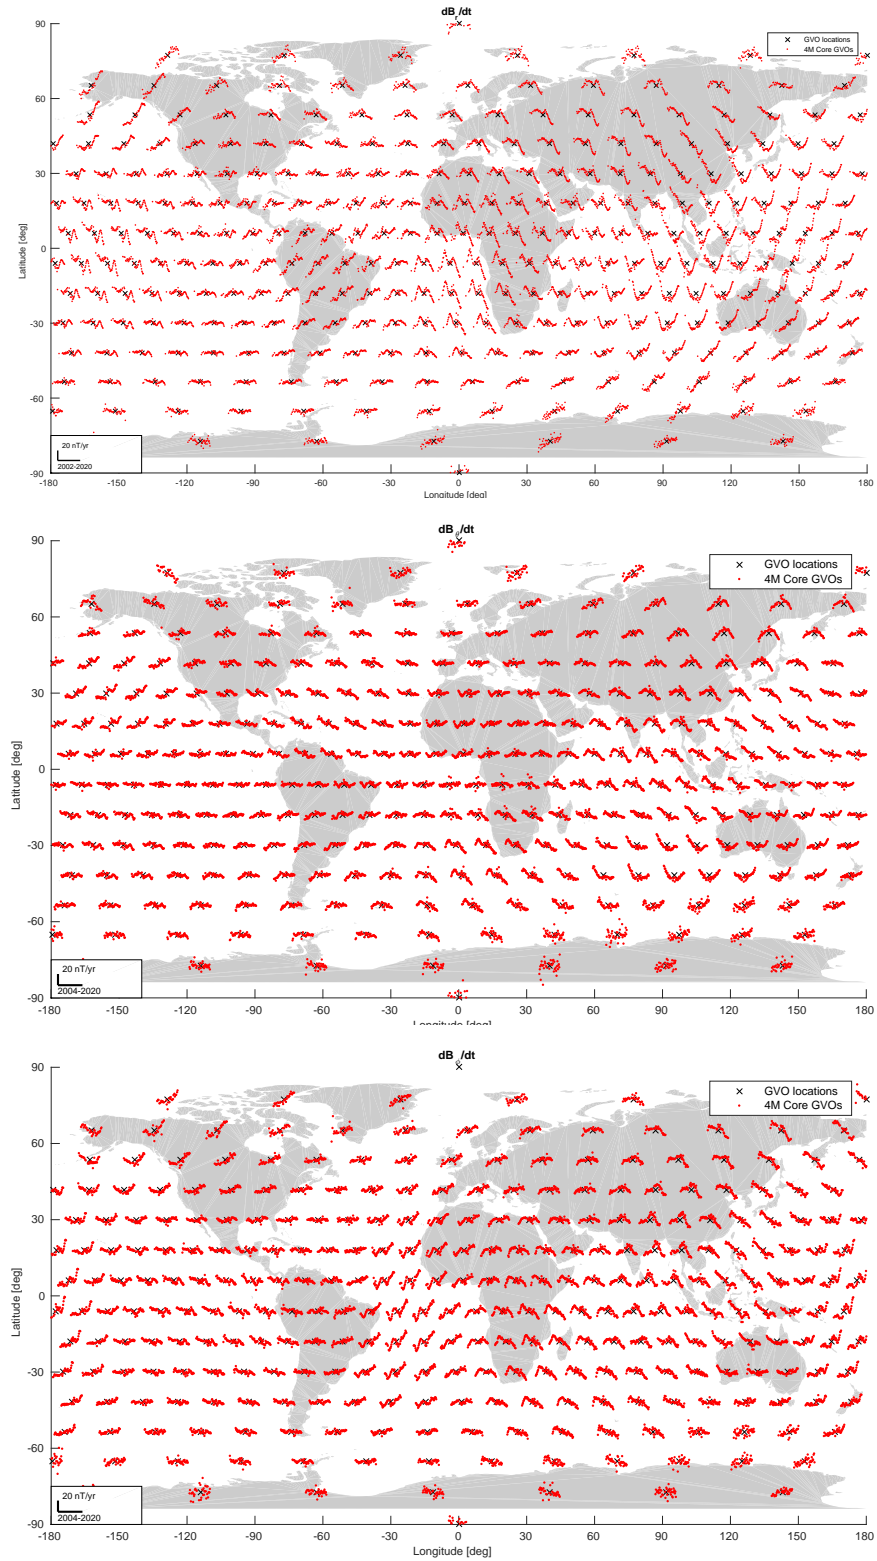 dB_r/dt
90
60
30
0
-30
-60
-90
Latitude [deg]
× GVO locations
· 4M Core GVOs
20 nT/yr
2002-2020
-180 -150 -120 -90 -60 -30 0 30 60 90 120 150 180
Longitude [deg]
dB_θ/dt
90
60
30
0
-30
-60
-90
Latitude [deg]
× GVO locations
· 4M Core GVOs
20 nT/yr
2004-2020
-180 -150 -120 -90 -60 -30 0 30 60 90 120 150 180
Longitude [deg]
dB/dt
90
60
30
0
-30
-60
-90
Latitude [deg]
× GVO locations
· 4M Core GVOs
20 nT/yr
2004-2020
-180 -150 -120 -90 -60 -30 0 30 60 90 120 150 180
Longitude [deg]